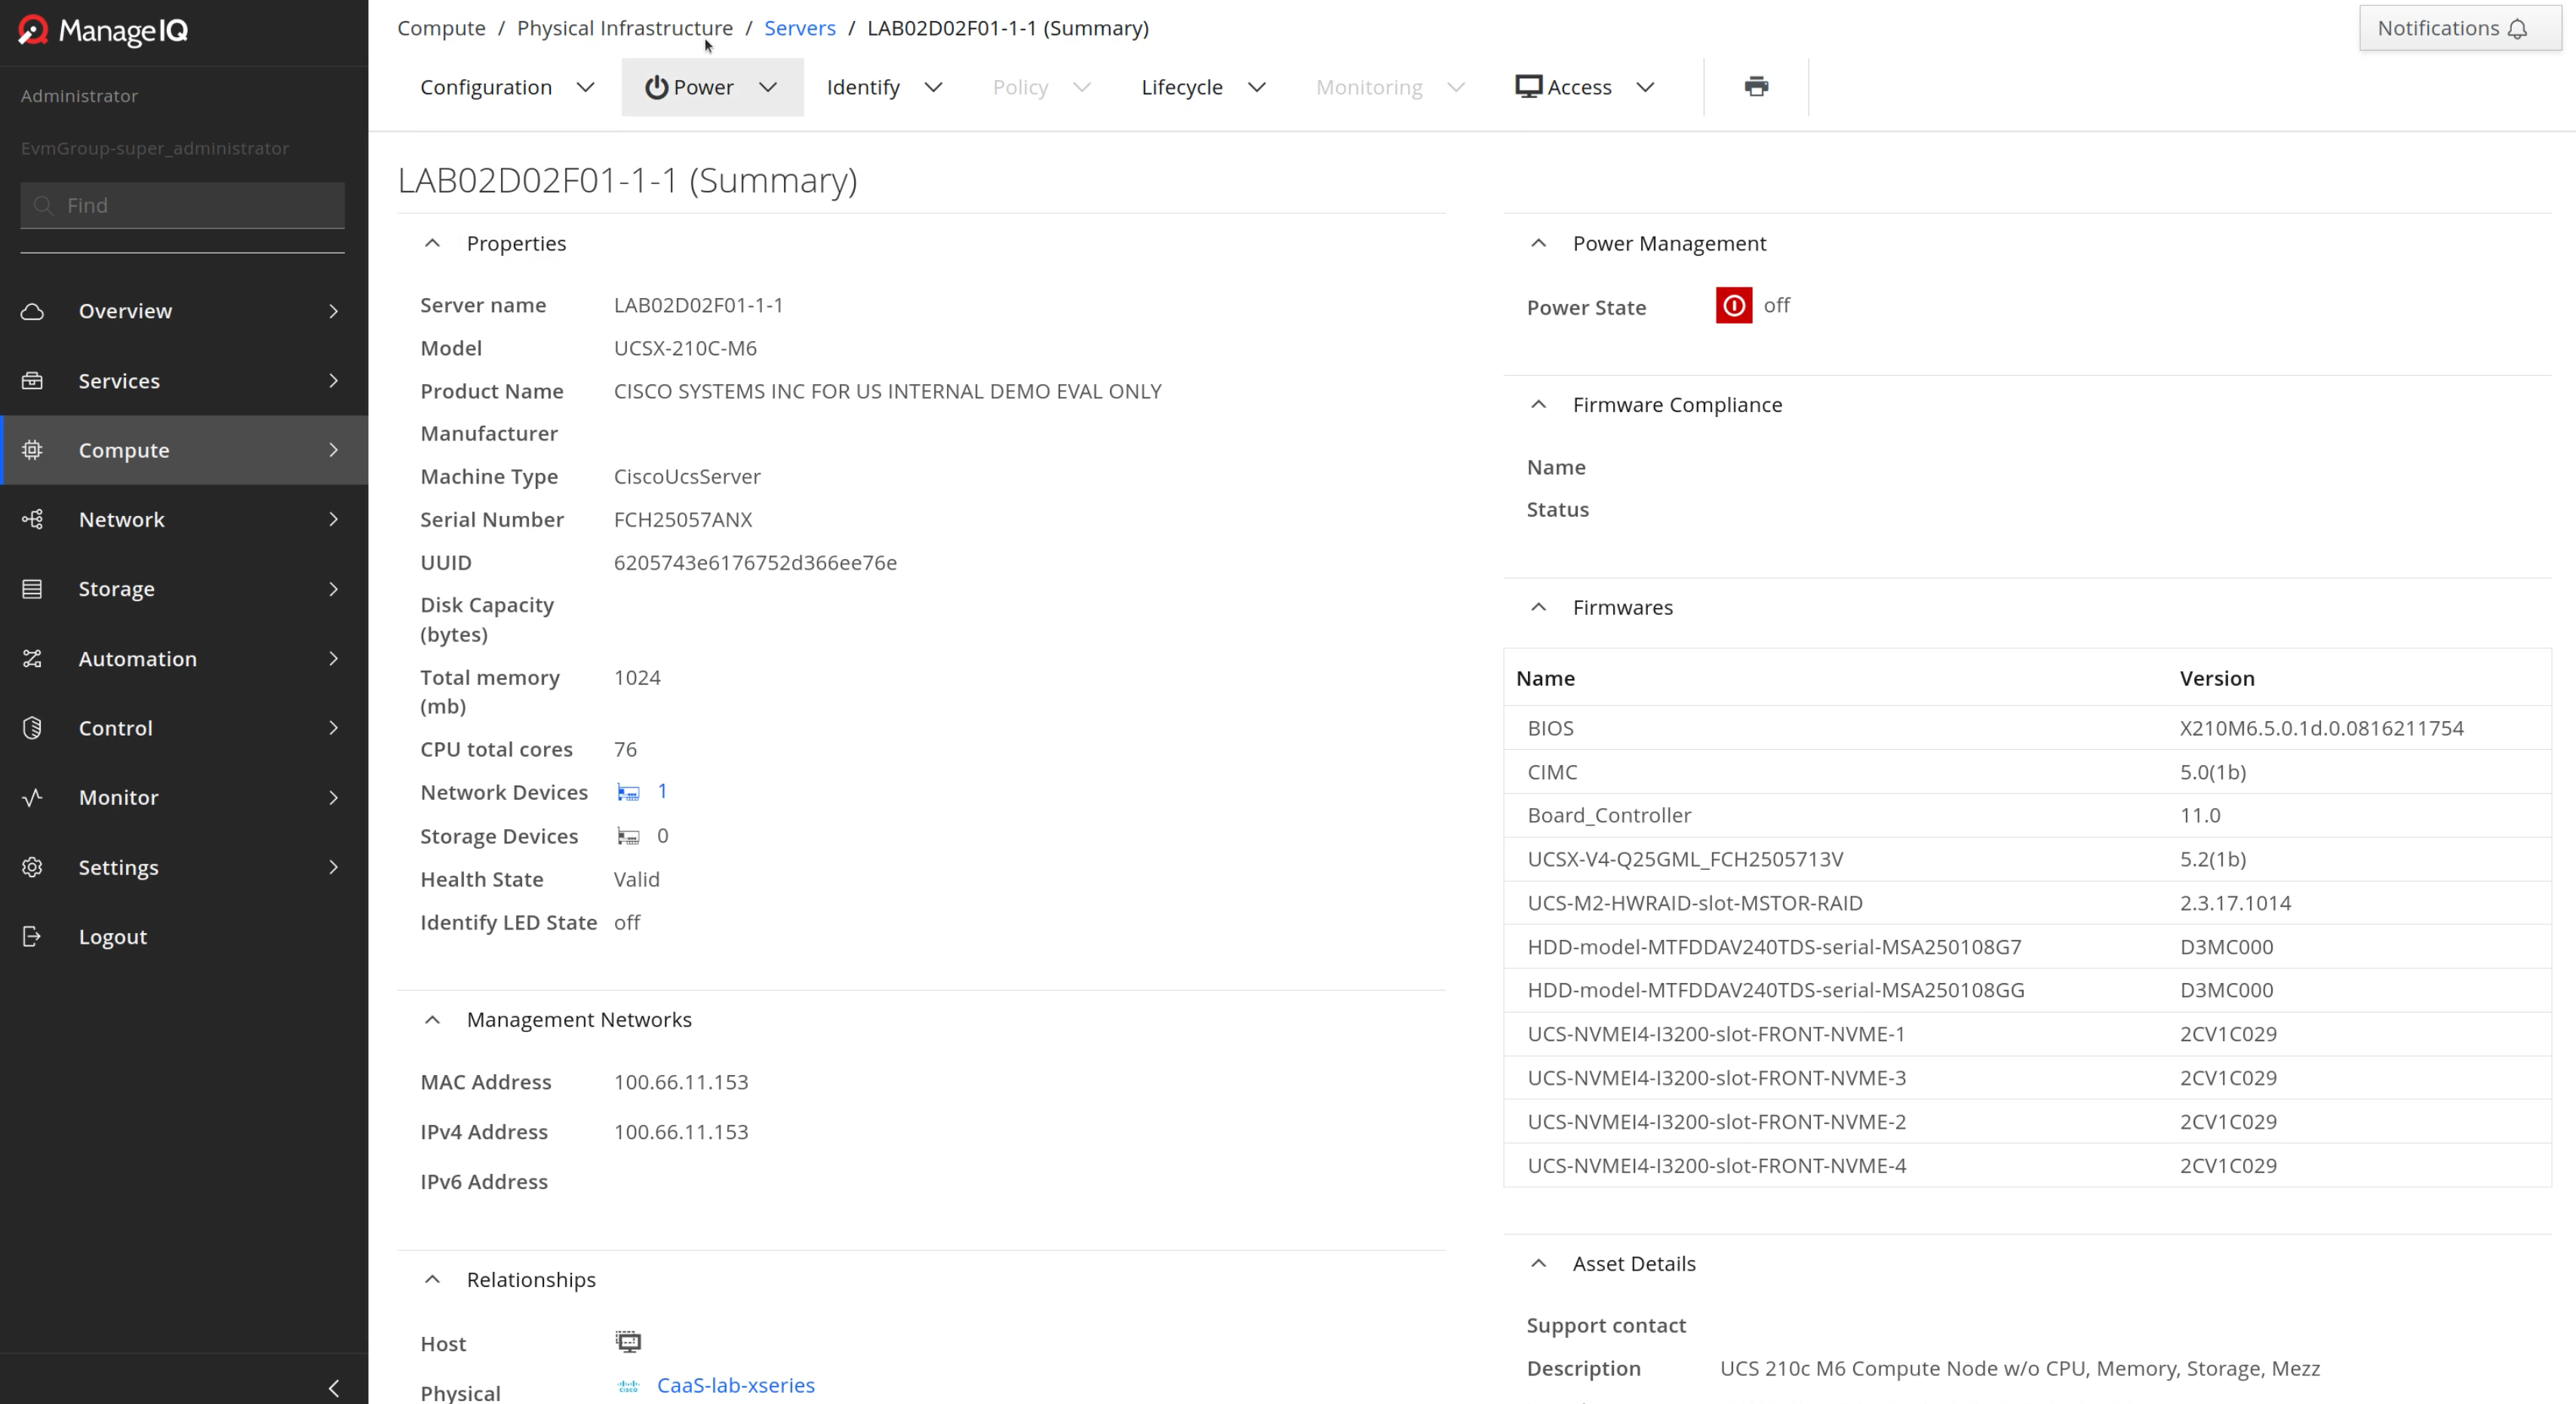 ManageIQ
Administrator
EvmGroup-super_administrator
Find
Overview
Services
Compute
Network
Storage
Automation
Control
Monitor
Settings
Logout
Compute / Physical Infrastructure / Servers / LAB02D02F01-1-1 (Summary)
Notifications
Configuration Power Identify Policy Lifecycle Monitoring Access
LAB02D02F01-1-1 (Summary)
Properties
Server name LAB02D02F01-1-1
Model UCSX-210C-M6
Product Name CISCO SYSTEMS INC FOR US INTERNAL DEMO EVAL ONLY
Manufacturer
Machine Type CiscoUcsServer
Serial Number FCH25057ANX
UUID 6205743e6176752d366ee76e
Disk Capacity
(bytes)
Total memory 1024
(mb)
CPU total cores 76
Network Devices 1
Storage Devices 0
Health State Valid
Identify LED State off
Management Networks
MAC Address 100.66.11.153
IPv4 Address 100.66.11.153
IPv6 Address
Relationships
Host
Physical CISCO CaaS-lab-xseries
Power Management
Power State off
Firmware Compliance
Name
Status
Firmwares
Name Version
BIOS X210M6.5.0.1d.0.0816211754
CIMC 5.0(1b)
Board_Controller 11.0
UCSX-V4-Q25GML_FCH2505713V 5.2(1b)
UCS-M2-HWRAID-slot-MSTOR-RAID 2.3.17.1014
HDD-model-MTFDDAV240TDS-serial-MSA250108G7 D3MC000
HDD-model-MTFDDAV240TDS-serial-MSA250108GG D3MC000
UCS-NVMEI4-I3200-slot-FRONT-NVME-1 2CV1C029
UCS-NVMEI4-I3200-slot-FRONT-NVME-3 2CV1C029
UCS-NVMEI4-I3200-slot-FRONT-NVME-2 2CV1C029
UCS-NVMEI4-I3200-slot-FRONT-NVME-4 2CV1C029
Asset Details
Support contact
Description UCS 210c M6 Compute Node w/o CPU, Memory, Storage, Mezz